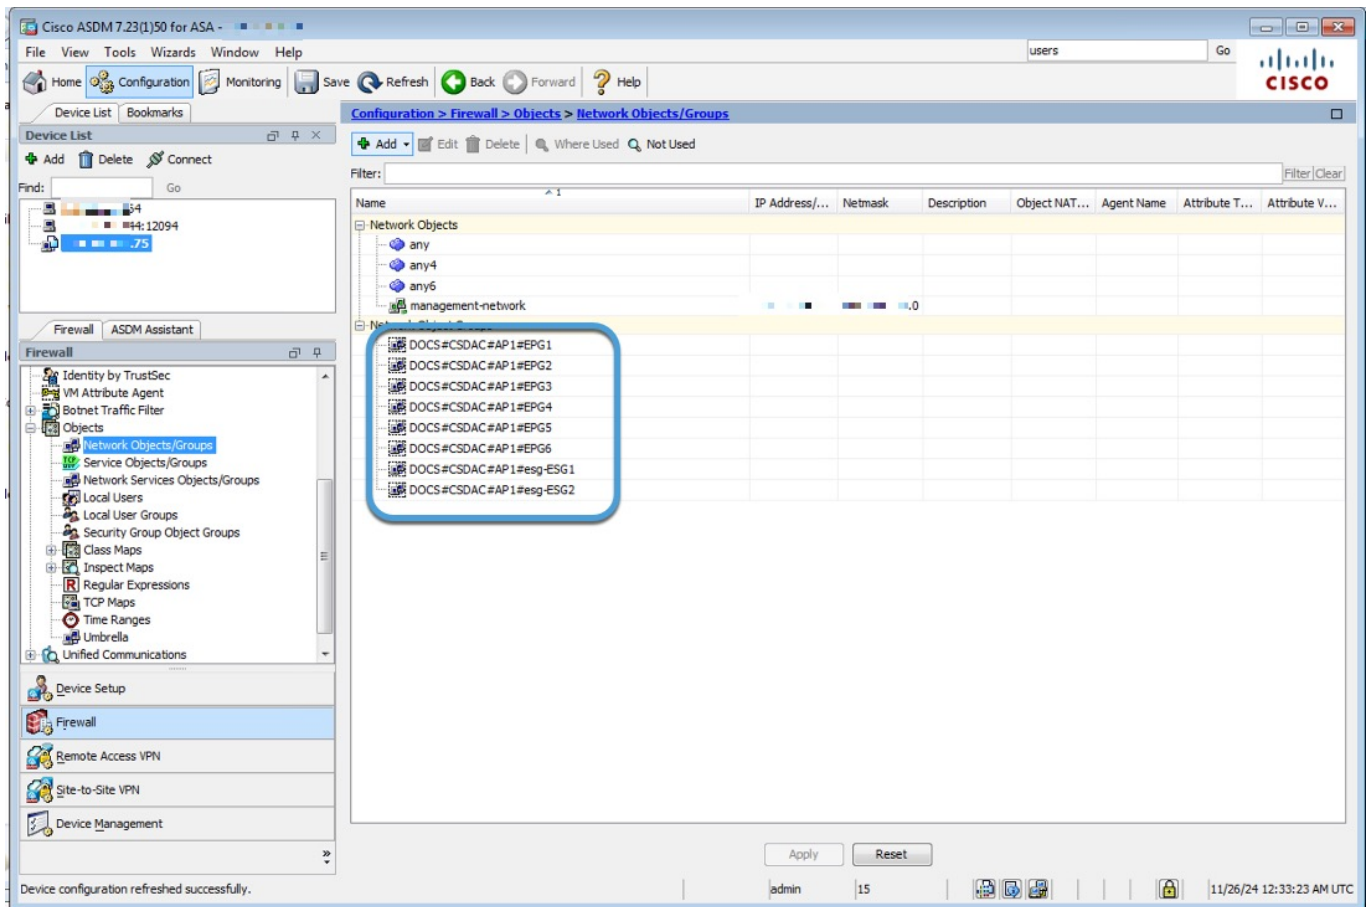 Cisco ASDM 7.23(1)50 for ASA -
File View Tools Wizards Window Help
users Go
Home Configuration Monitoring Save Refresh Back Forward Help
CISCO
Device List Bookmarks
Configuration > Firewall > Objects > Network Objects/Groups
Device List
Add Delete Connect
Find: Go
54
44:12094
.75
Firewall ASDM Assistant
Firewall
Identity by TrustSec
VM Attribute Agent
Botnet Traffic Filter
Objects
Network Objects/Groups
Service Objects/Groups
Network Services Objects/Groups
Local Users
Local User Groups
Security Group Object Groups
Class Maps
Inspect Maps
Regular Expressions
TCP Maps
Time Ranges
Umbrella
Unified Communications
Device Setup
Firewall
Remote Access VPN
Site-to-Site VPN
Device Management
Add Edit Delete Where Used Not Used
Filter: Filter Clear
1
Name IP Address/... Netmask Description Object NAT... Agent Name Attribute T... Attribute V...
Network Objects
any
any4
any6
management-network .0
Network Object Groups
DOCS#CSDAC#AP1#EPG1
DOCS#CSDAC#AP1#EPG2
DOCS#CSDAC#AP1#EPG3
DOCS#CSDAC#AP1#EPG4
DOCS#CSDAC#AP1#EPG5
DOCS#CSDAC#AP1#EPG6
DOCS#CSDAC#AP1#esg-ESG1
DOCS#CSDAC#AP1#esg-ESG2
Apply Reset
Device configuration refreshed successfully. admin 15 11/26/24 12:33:23 AM UTC